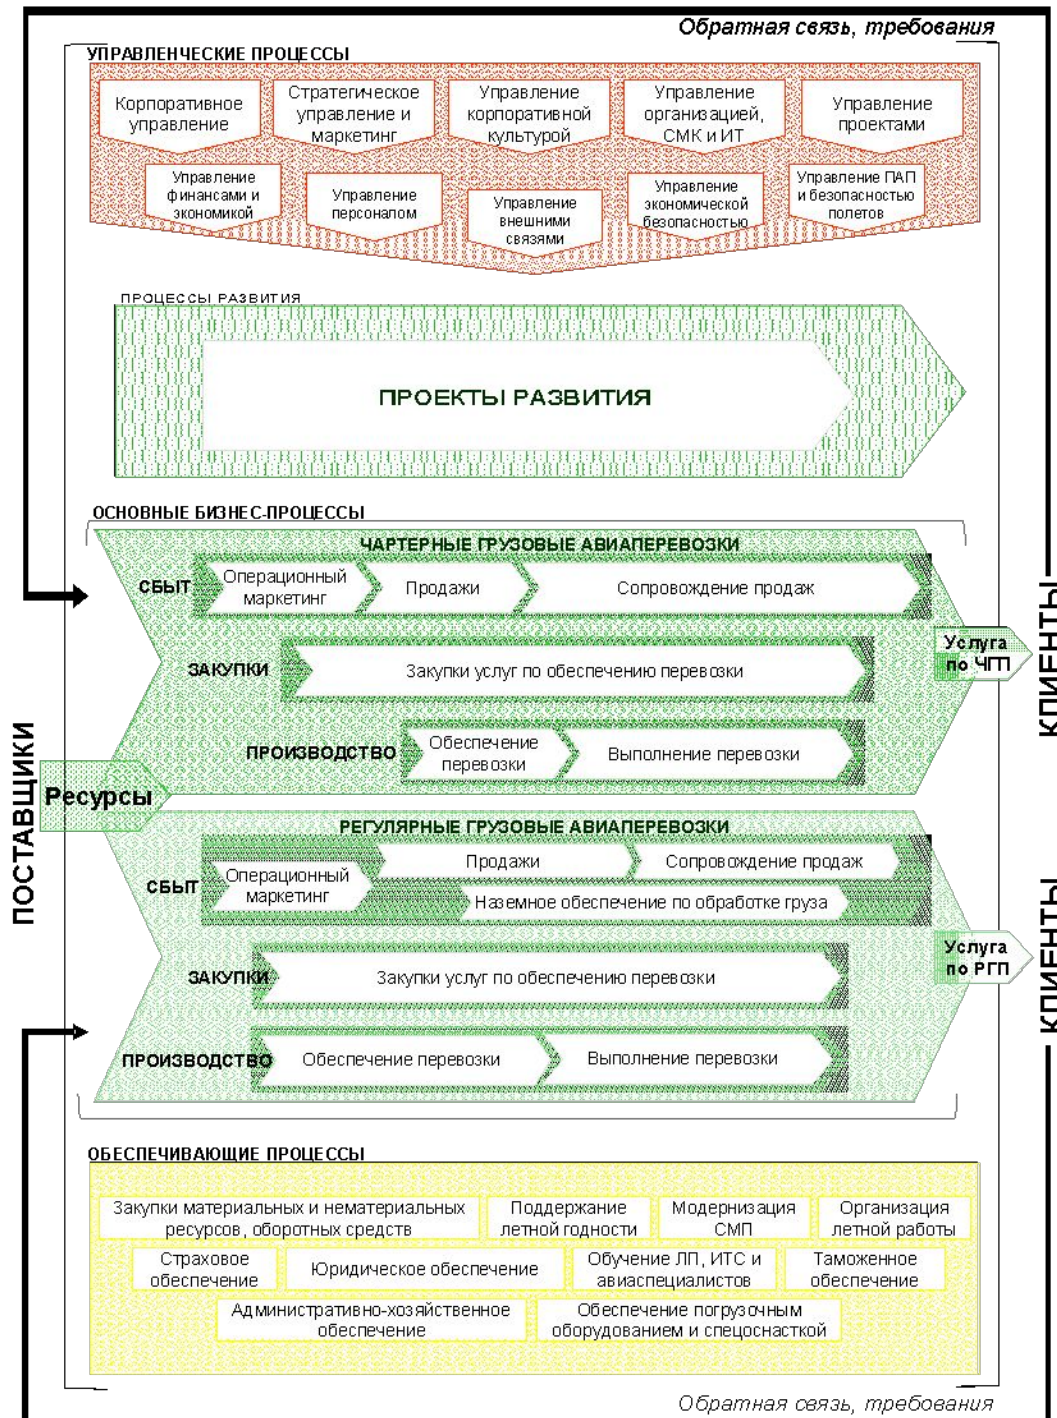 Обратная связь, требования
УПРАВЛЕНЧЕСКИЕ ПРОЦЕССЫ
Корпоративное
управление
Стратегическое
управление и
маркетинг
Управление
корпоративной
культурой
Управление
организацией,
СМК и ИТ
Управление
проектами
Управление
финансами и
экономикой
Управление
персоналом
Управление
внешними
связями
Управление
экономической
безопасностью
Управление ПАП
и безопасностью
полетов
ПРОЦЕССЫ РАЗВИТИЯ
ПРОЕКТЫ РАЗВИТИЯ
ОСНОВНЫЕ БИЗНЕС-ПРОЦЕССЫ
ЧАРТЕРНЫЕ ГРУЗОВЫЕ АВИАПЕРЕВОЗКИ
СБЫТ
Операционный
маркетинг
Продажи
Сопровождение продаж
ЗАКУПКИ
Закупки услуг по обеспечению перевозки
ПРОИЗВОДСТВО
Обеспечение
перевозки
Выполнение перевозки
Услуга
по ЧГП
КЛИЕНТЫ
ПОСТАВЩИКИ
Ресурсы
РЕГУЛЯРНЫЕ ГРУЗОВЫЕ АВИАПЕРЕВОЗКИ
СБЫТ
Операционный
маркетинг
Продажи
Сопровождение продаж
Наземное обеспечение по обработке груза
ЗАКУПКИ
Закупки услуг по обеспечению перевозки
ПРОИЗВОДСТВО
Обеспечение перевозки
Выполнение перевозки
Услуга
по РГП
КЛИЕНТЫ
ОБЕСПЕЧИВАЮЩИЕ ПРОЦЕССЫ
Закупки материальных и нематериальных
ресурсов, оборотных средств
Поддержание
летной годности
Модернизация
СМП
Организация
летной работы
Страховое
обеспечение
Юридическое обеспечение
Обучение ЛП, ИТС и
авиаспециалистов
Таможенное
обеспечение
Административно-хозяйственное
обеспечение
Обеспечение погрузочным
оборудованием и спецоснасткой
Обратная связь, требования